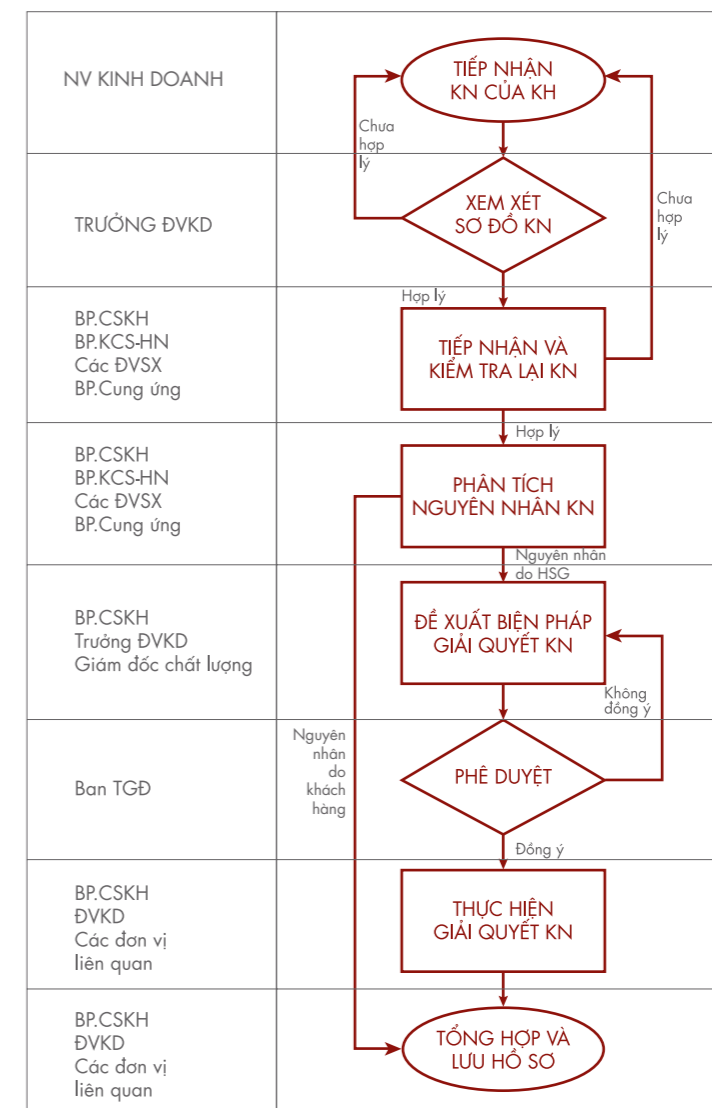 NV KINH DOANH
TIẾP NHẬN
KN CỦA KH
Chưa
hợp
lý
Chưa
hợp
lý
TRƯỞNG ĐVKD
XEM XÉT
SƠ ĐỒ KN
Hợp lý
BP.CSKH
BP.KCS-HN
Các ĐVSX
BP.Cung ứng
TIẾP NHẬN VÀ
KIỂM TRA LẠI KN
Hợp lý
BP.CSKH
BP.KCS-HN
Các ĐVSX
BP.Cung ứng
PHÂN TÍCH
NGUYÊN NHÂN KN
Nguyên nhân
do HSG
BP.CSKH
Trưởng ĐVKD
Giám đốc chất lượng
ĐỀ XUẤT BIỆN PHÁP
GIẢI QUYẾT KN
Không
đồng ý
Nguyên
nhân
do
khách
hàng
Ban TGĐ
PHÊ DUYỆT
Đồng ý
BP.CSKH
ĐVKD
Các đơn vị
liên quan
THỰC HIỆN
GIẢI QUYẾT KN
BP.CSKH
ĐVKD
Các đơn vị
liên quan
TỔNG HỢP VÀ
LƯU HỒ SƠ